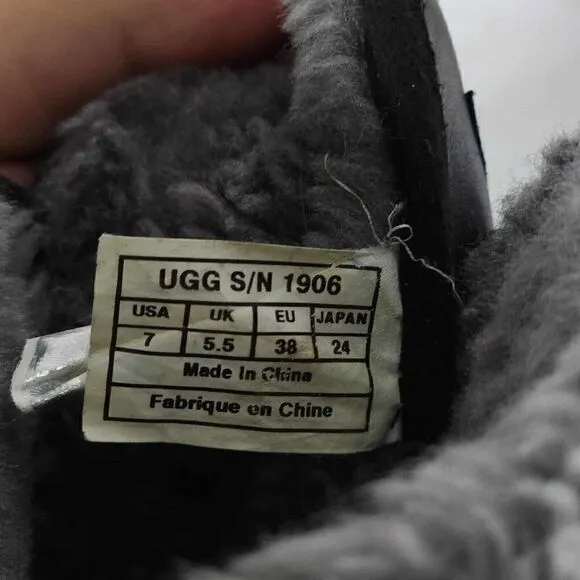 UGG S/N 1906
USA UK EU JAPAN
7 5.5 38 24
Made In China
Fabrique en Chine